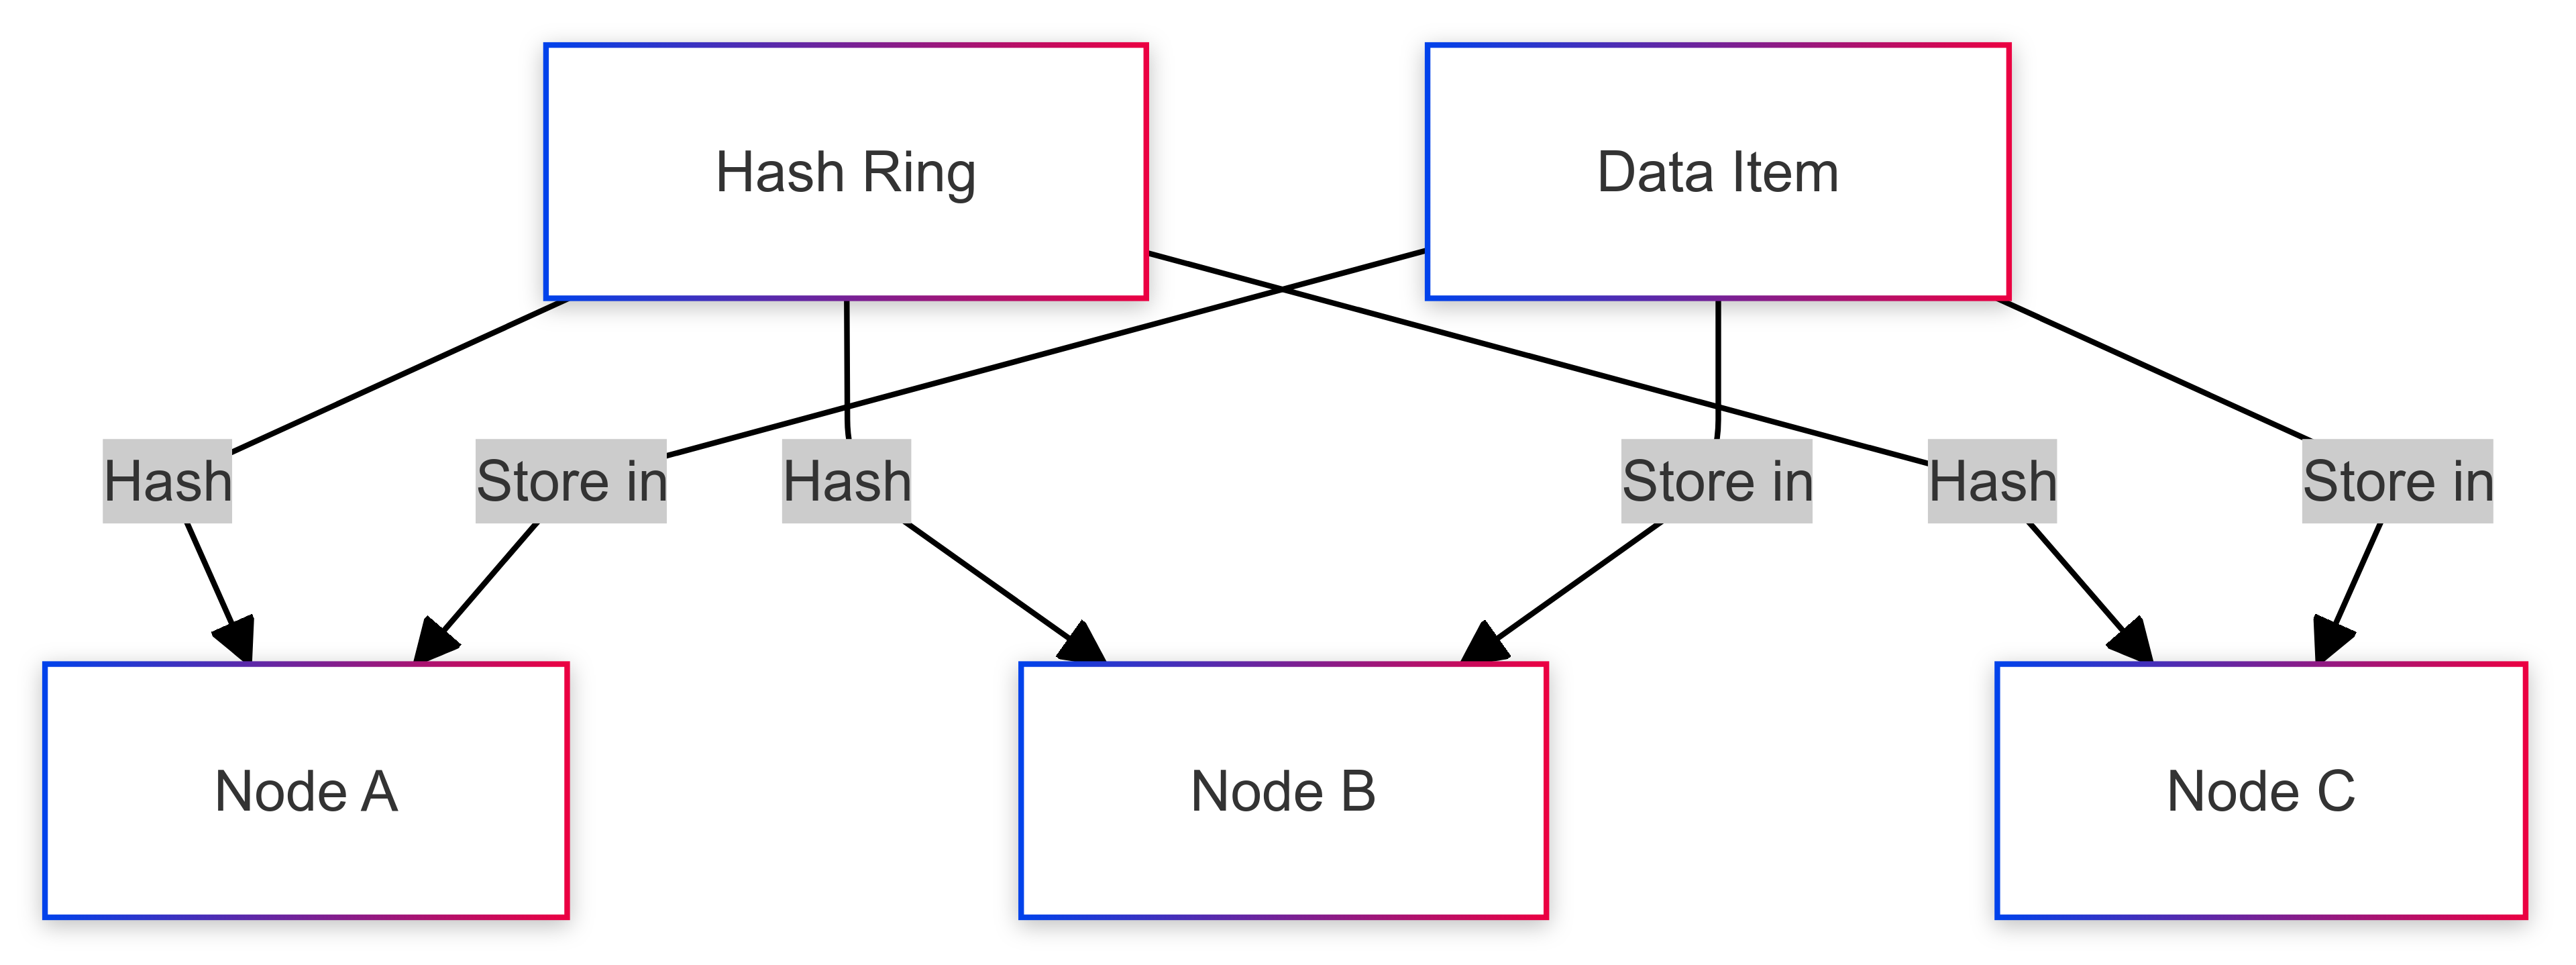 Hash Ring
Data Item
Hash
Store in
Hash
Store in
Hash
Store in
Node A
Node B
Node C